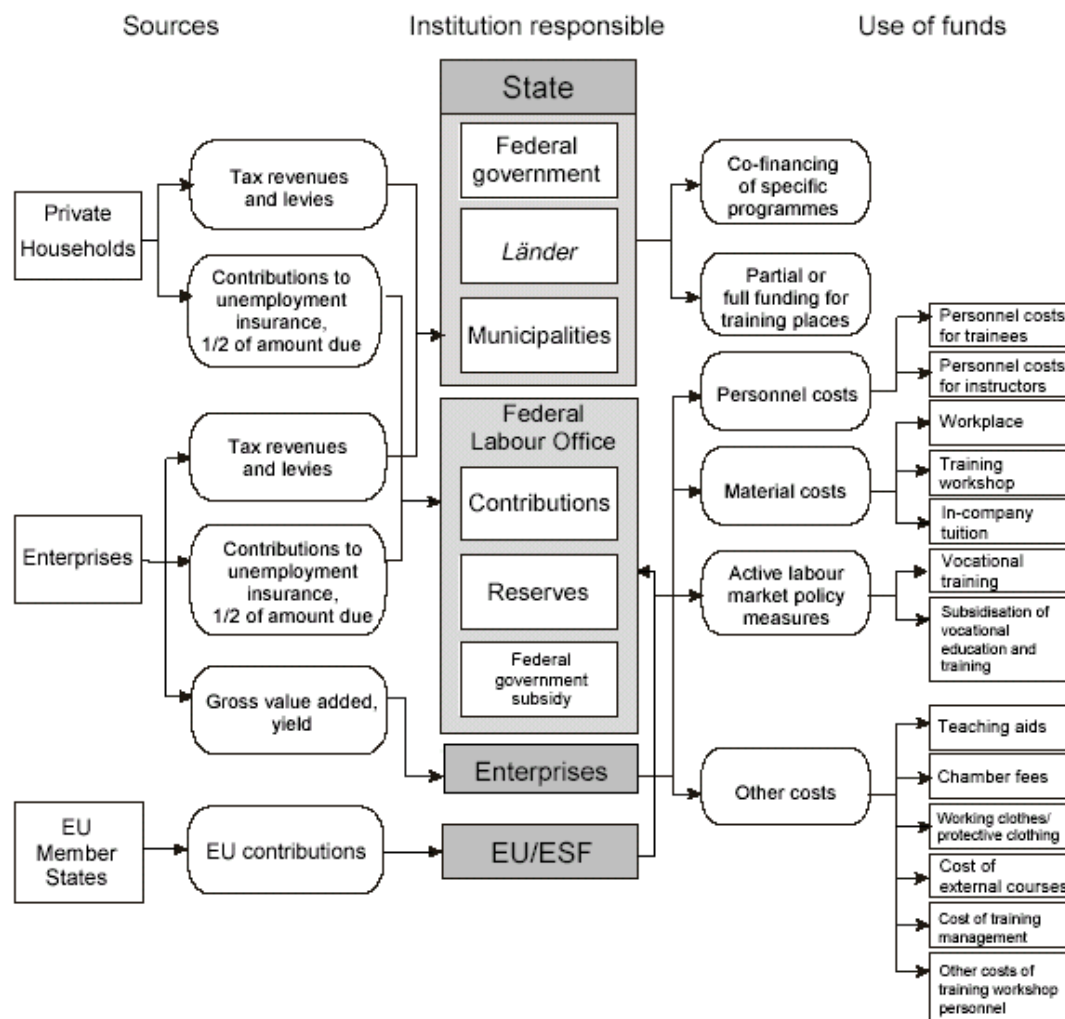 Sources
Institution responsible
Use of funds
Private
Households
Tax revenues
and levies
Contributions to
unemployment
insurance,
1/2 of amount due
Enterprises
Tax revenues
and levies
Contributions to
unemployment
insurance,
1/2 of amount due
Gross value added,
yield
EU
Member
States
EU contributions
State
Federal
government
Länder
Municipalities
Federal
Labour Office
Contributions
Reserves
Federal
government
subsidy
Enterprises
EU/ESF
Co-financing
of specific
programmes
Partial or
full funding for
training places
Personnel costs
Material costs
Active labour
market policy
measures
Other costs
Personnel costs
for trainees
Personnel costs
for instructors
Workplace
Training
workshop
In-company
tuition
Vocational
training
Subsidisation of
vocational
education and
training
Teaching aids
Chamber fees
Working clothes/
protective clothing
Cost of
external courses
Cost of training
management
Other costs of
training workshop
personnel